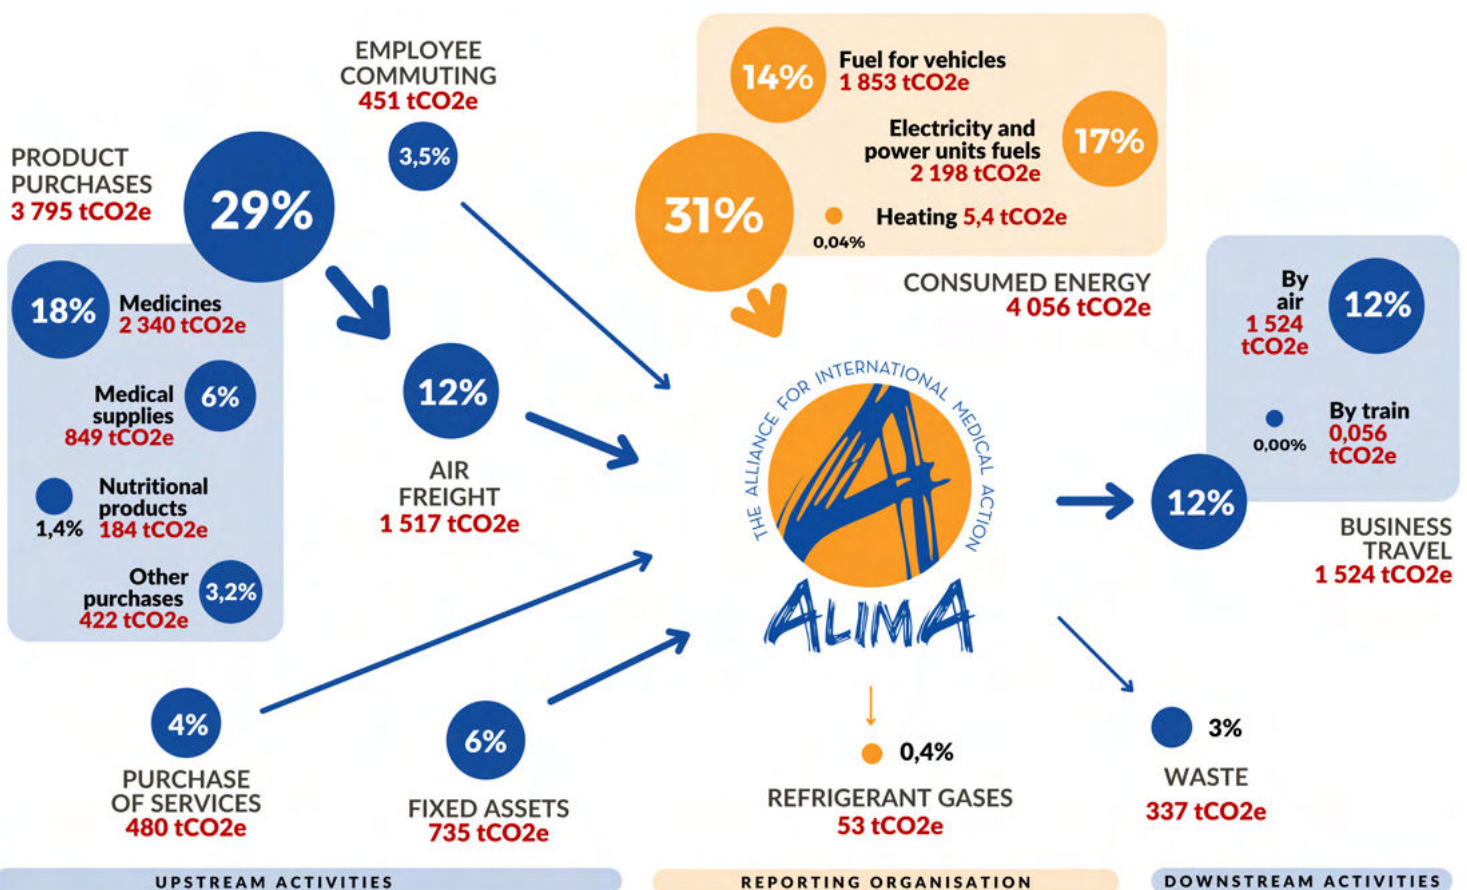 EMPLOYEE
COMMUTING
451 tCO2e
3,5%
PRODUCT
PURCHASES
3 795 tCO2e
29%
18%
Medicines
2 340 tCO2e
Medical
supplies
849 tCO2e
6%
1,4%
Nutritional
products
184 tCO2e
Other
purchases
422 tCO2e
3,2%
12%
AIR
FREIGHT
1 517 tCO2e
14%
Fuel for vehicles
1 853 tCO2e
Electricity and
power units fuels
2 198 tCO2e
17%
31%
0,04%
Heating 5,4 tCO2e
CONSUMED ENERGY
4 056 tCO2e
THE ALLIANCE FOR INTERNATIONAL MEDICAL ACTION
ALIMA
By
air
1 524
tCO2e
12%
0,00%
By train
0,056
tCO2e
12%
BUSINESS
TRAVEL
1 524 tCO2e
4%
PURCHASE
OF SERVICES
480 tCO2e
6%
FIXED ASSETS
735 tCO2e
0,4%
REFRIGERANT GASES
53 tCO2e
3%
WASTE
337 tCO2e
UPSTREAM ACTIVITIES
REPORTING ORGANISATION
DOWNSTREAM ACTIVITIES